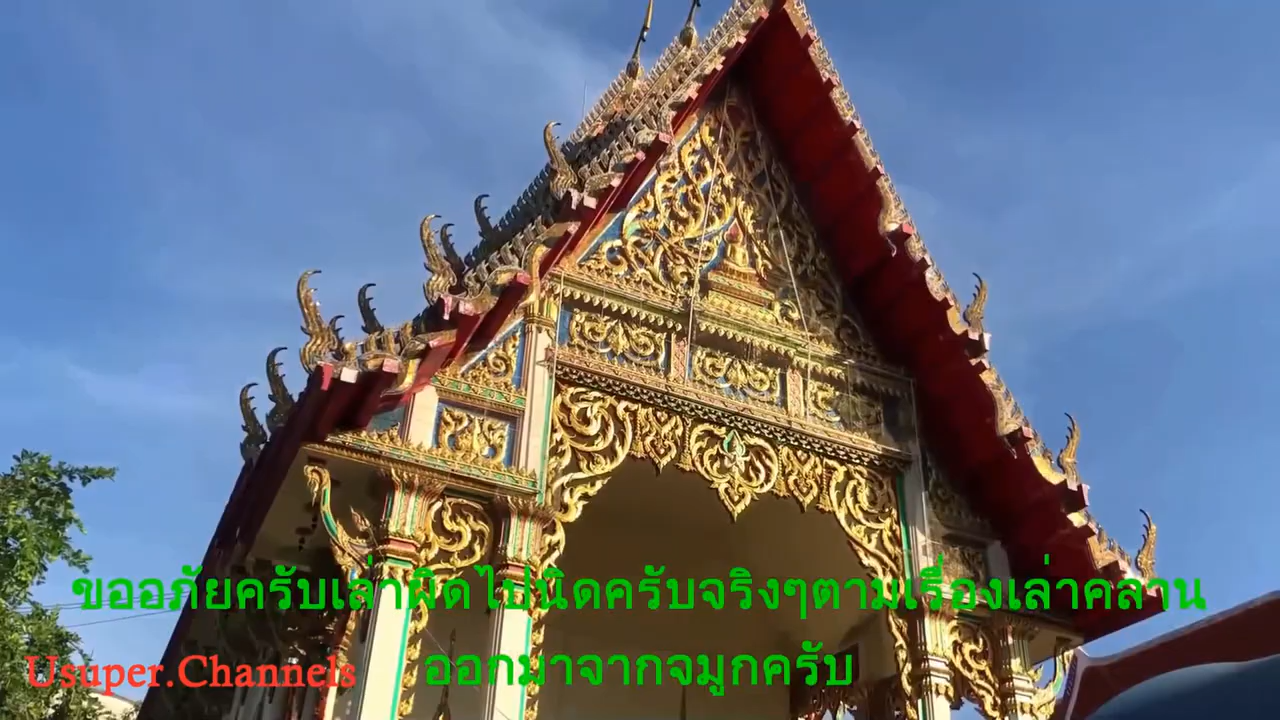 ขออภัยครับเล่าผิดไปนิดครับจริงๆตามเรื่องเล่าคลาน
ออกมาจากจมูกครับ
Usuper.Channels